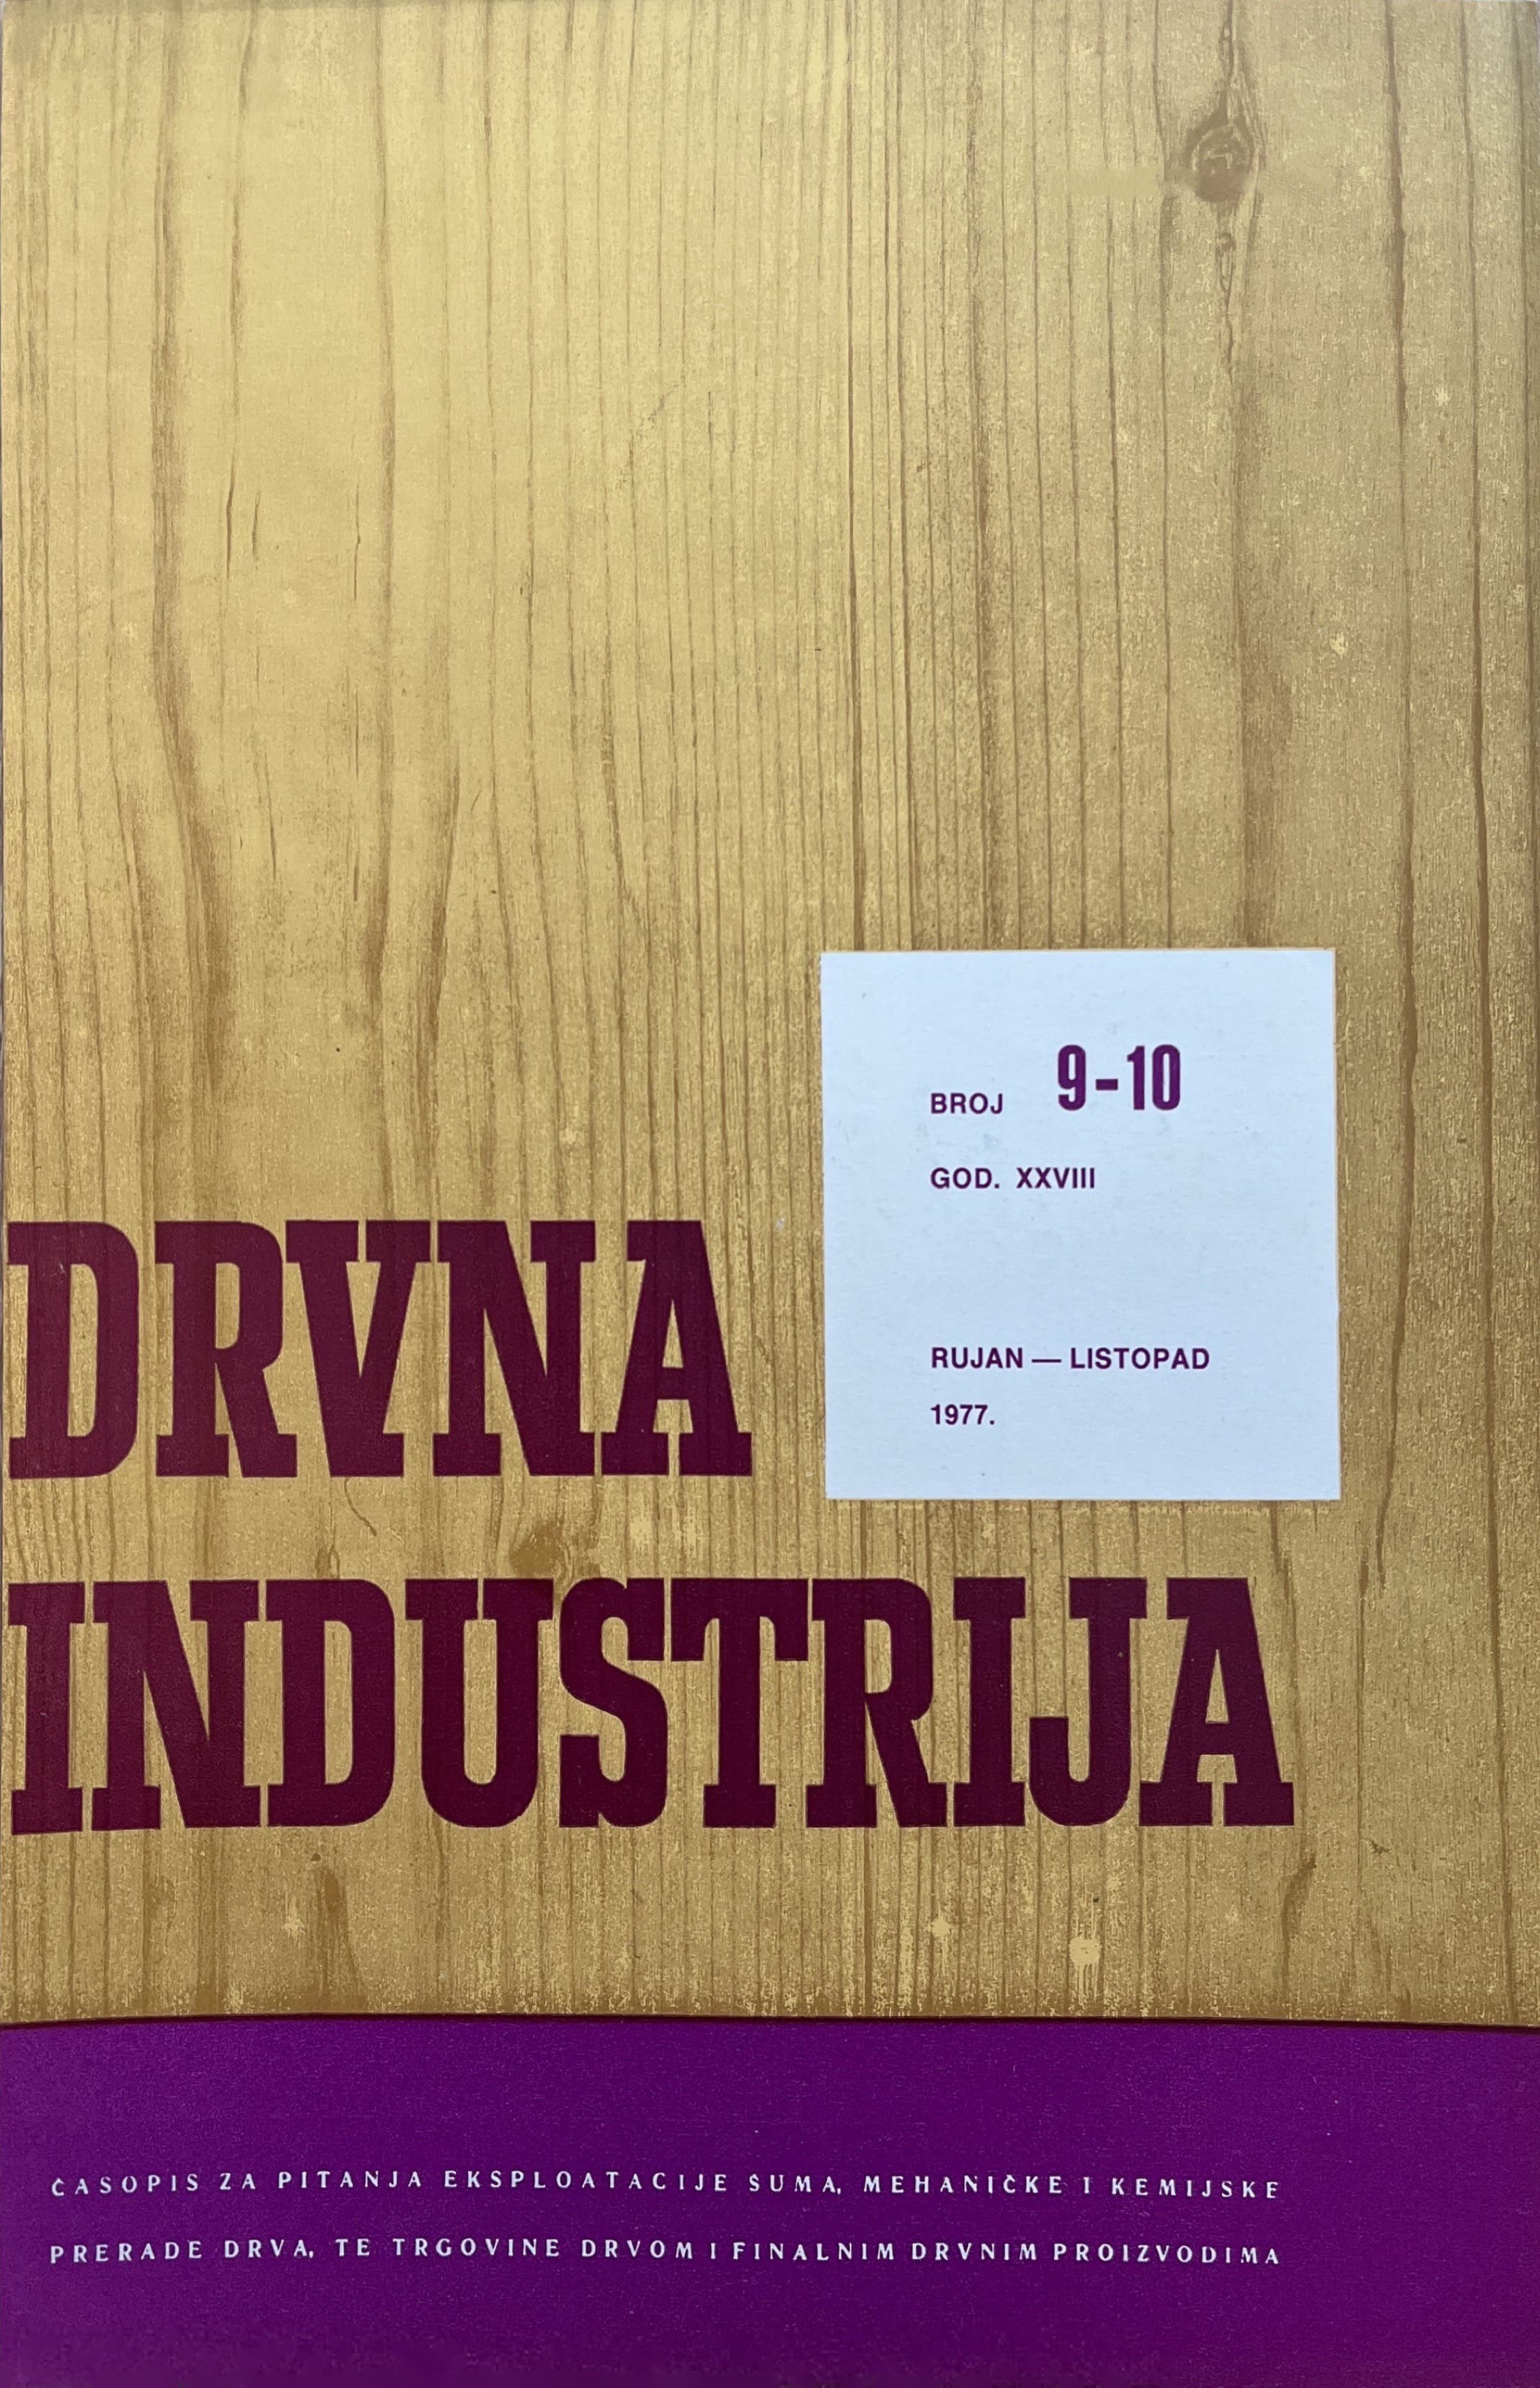 BROJ 9-10
GOD. XXVIII
RUJAN — LISTOPAD
1977.
DRVNA
INDUSTRIJA
ČASOPIS ZA PITANJA EKSPLOATACIJE ŠUMA, MEHANIČKE I KEMIJSKE
PRERADE DRVA, TE TRGOVINE DRVOM I FINALNIM DRVNIM PROIZVODIMA